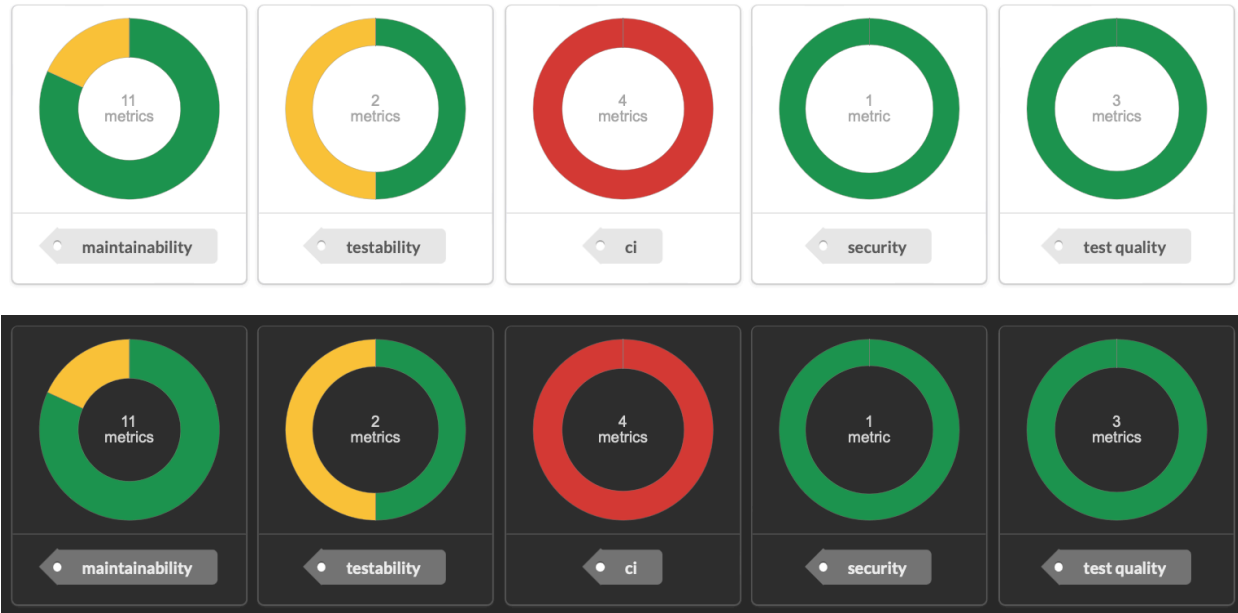 11
metrics
2
metrics
4
metrics
1
metric
3
metrics
maintainability
testability
ci
security
test quality
11
metrics
2
metrics
4
metrics
1
metric
3
metrics
maintainability
testability
ci
security
test quality